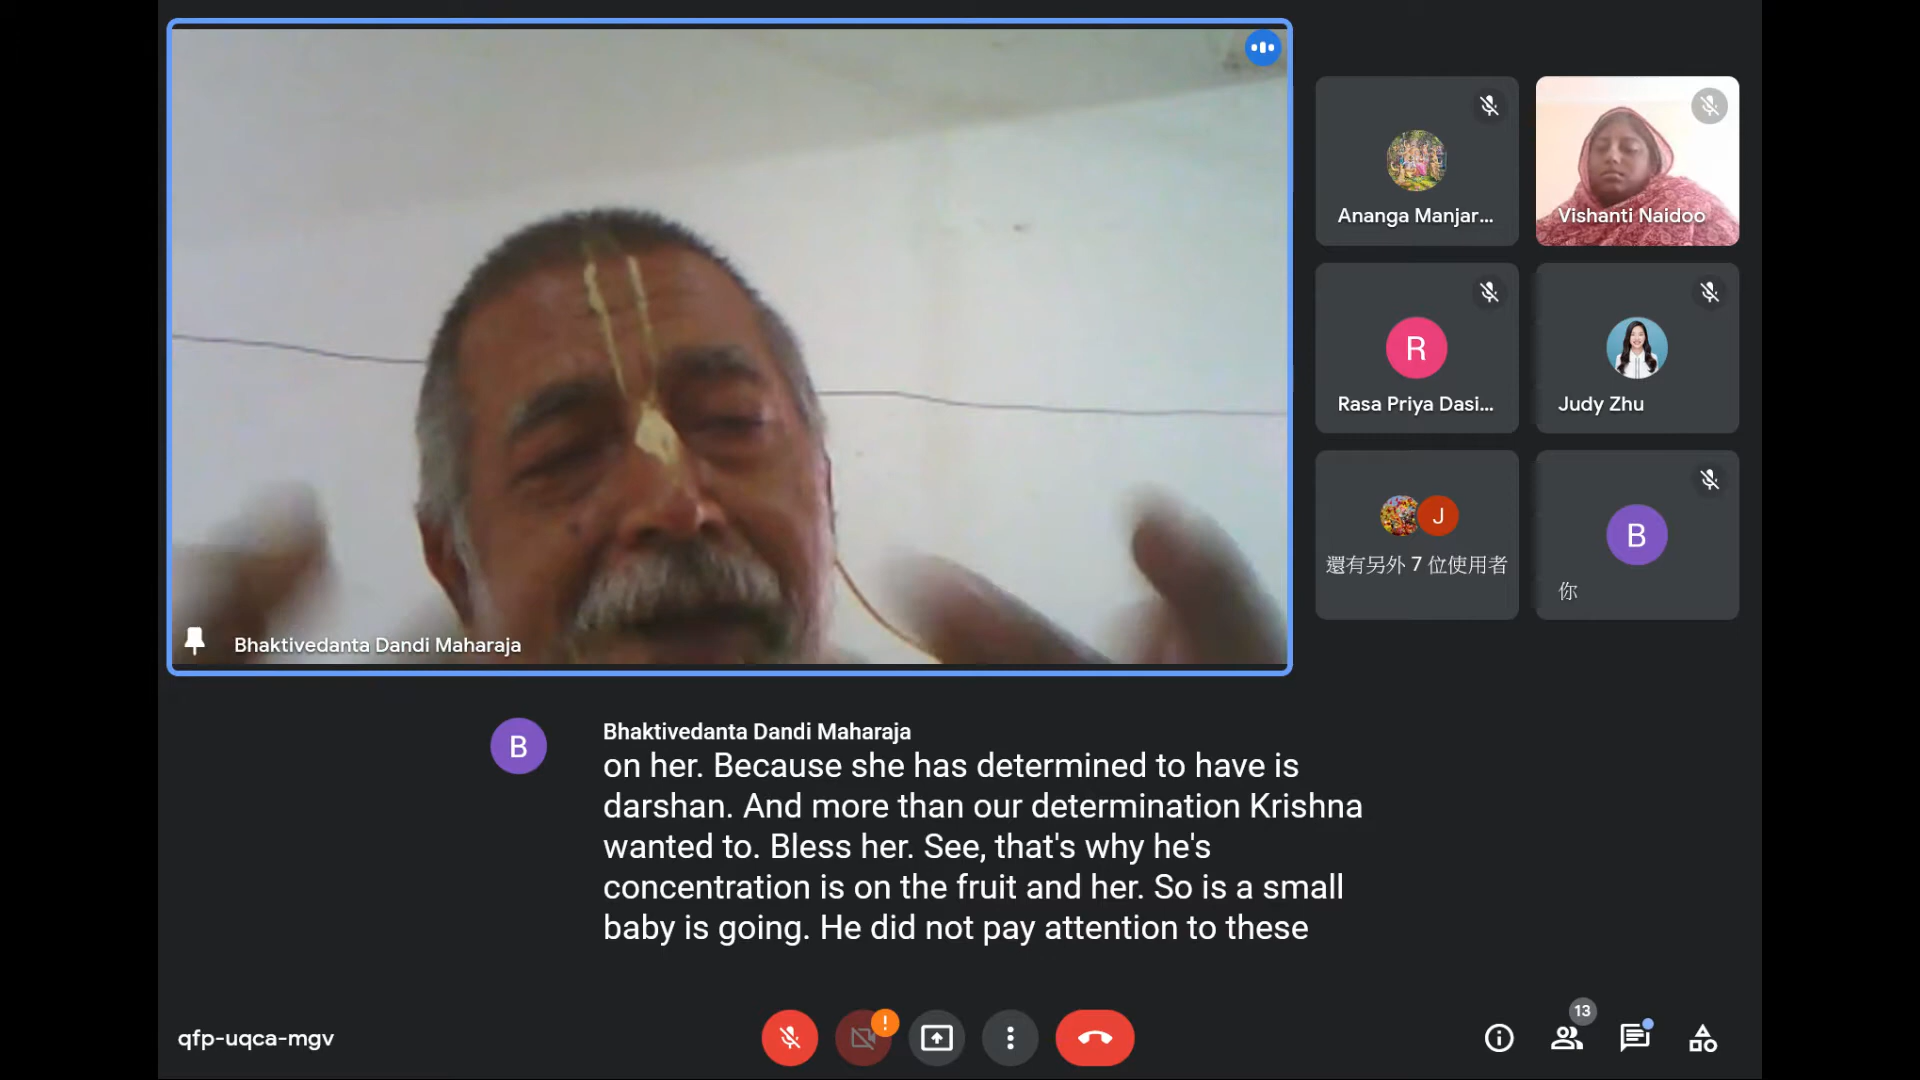 Ananga Manjar...
Vishanti Naidoo
R
Rasa Priya Dasi...
Judy Zhu
J
還有另外 7 位使用者
B
你
Bhaktivedanta Dandi Maharaja
B
Bhaktivedanta Dandi Maharaja
on her. Because she has determined to have is
darshan. And more than our determination Krishna
wanted to. Bless her. See, that's why he's
concentration is on the fruit and her. So is a small
baby is going. He did not pay attention to these
qfp-uqca-mgv
!
13